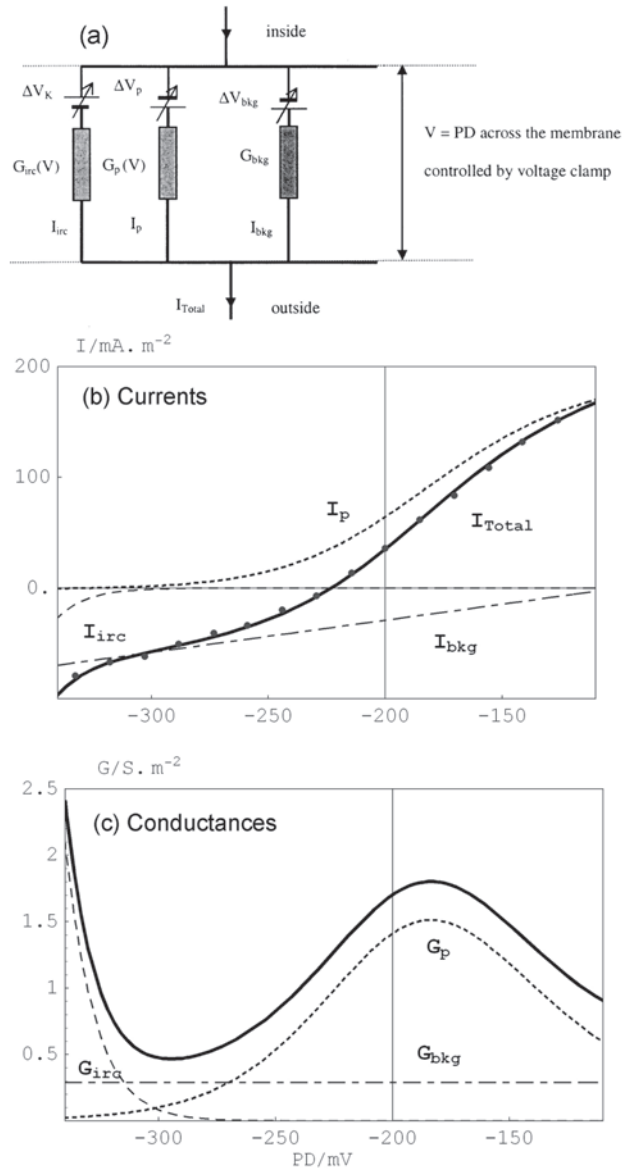 (a)
inside
ΔV_K ΔV_p ΔV_bkg
G_irc(V) G_p(V) G_bkg
V = PD across the membrane
controlled by voltage clamp
I_irc I_p I_bkg
I_Total outside
I/mA.m⁻²
200
(b) Currents
100
I_p
I_Total
0.
I_irc
I_bkg
-300 -250 -200 -150
G/S.m⁻²
2.5
(c) Conductances
2
1.5
G_p
1
G_irc G_bkg
0.5
-300 -250 -200 -150
PD/mV